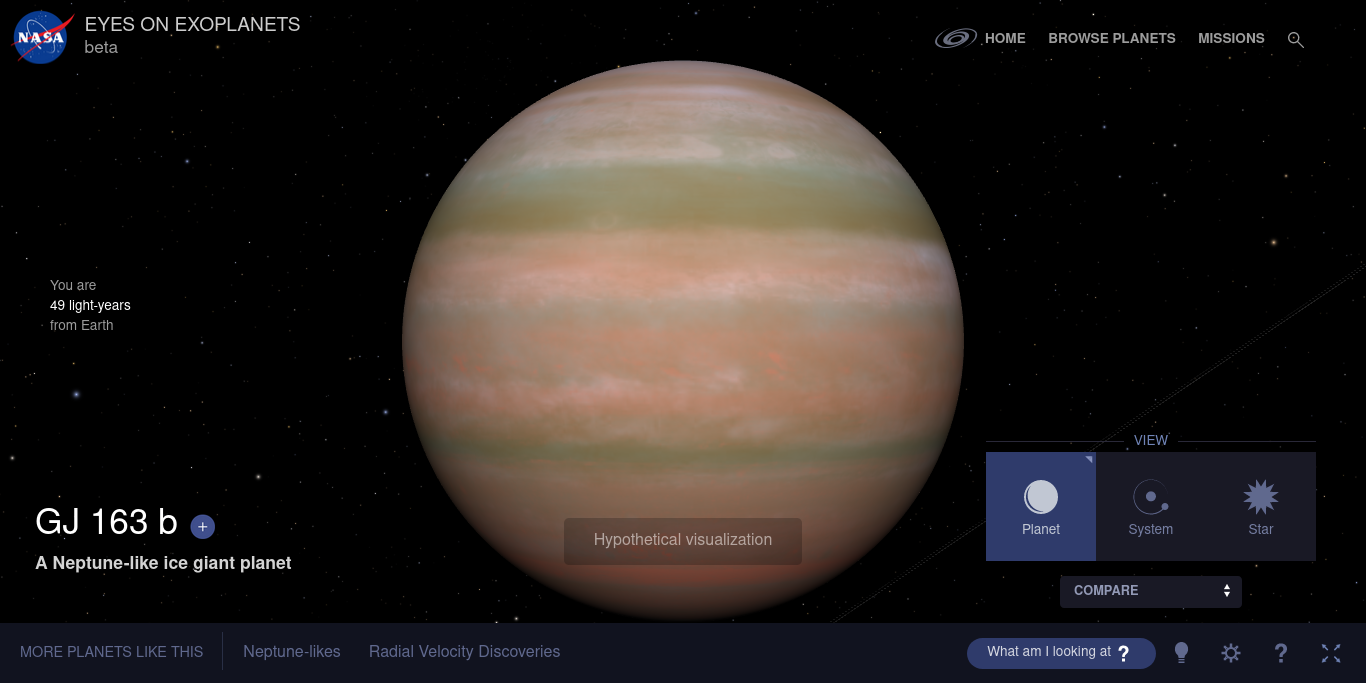 NASA
EYES ON EXOPLANETS
beta
HOME
BROWSE PLANETS
MISSIONS
You are
49 light-years
from Earth
GJ 163 b +
A Neptune-like ice giant planet
Hypothetical visualization
VIEW
Planet
System
Star
COMPARE
MORE PLANETS LIKE THIS
Neptune-likes
Radial Velocity Discoveries
What am I looking at ?
?